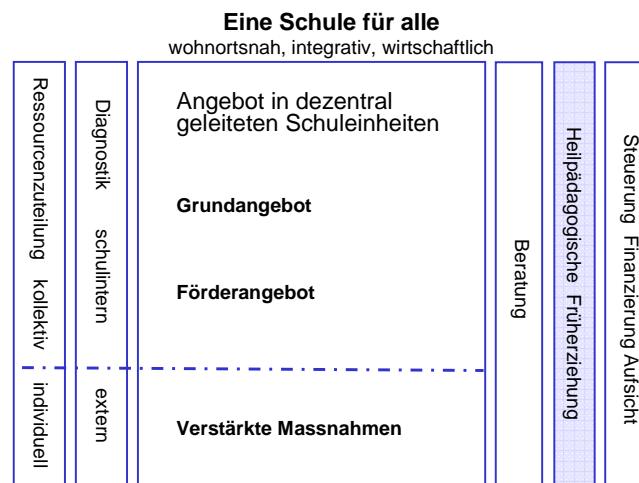 Eine Schule für alle
wohnortsnah, integrativ, wirtschaftlich
Ressourcenzuteilung kollektiv individuell
Diagnostik schulintern extern
Angebot in dezentral
geleiteten Schuleinheiten
Grundangebot
Förderangebot
Verstärkte Massnahmen
Beratung
Heilpädagogische Früherziehung
Steuerung Finanzierung Aufsicht